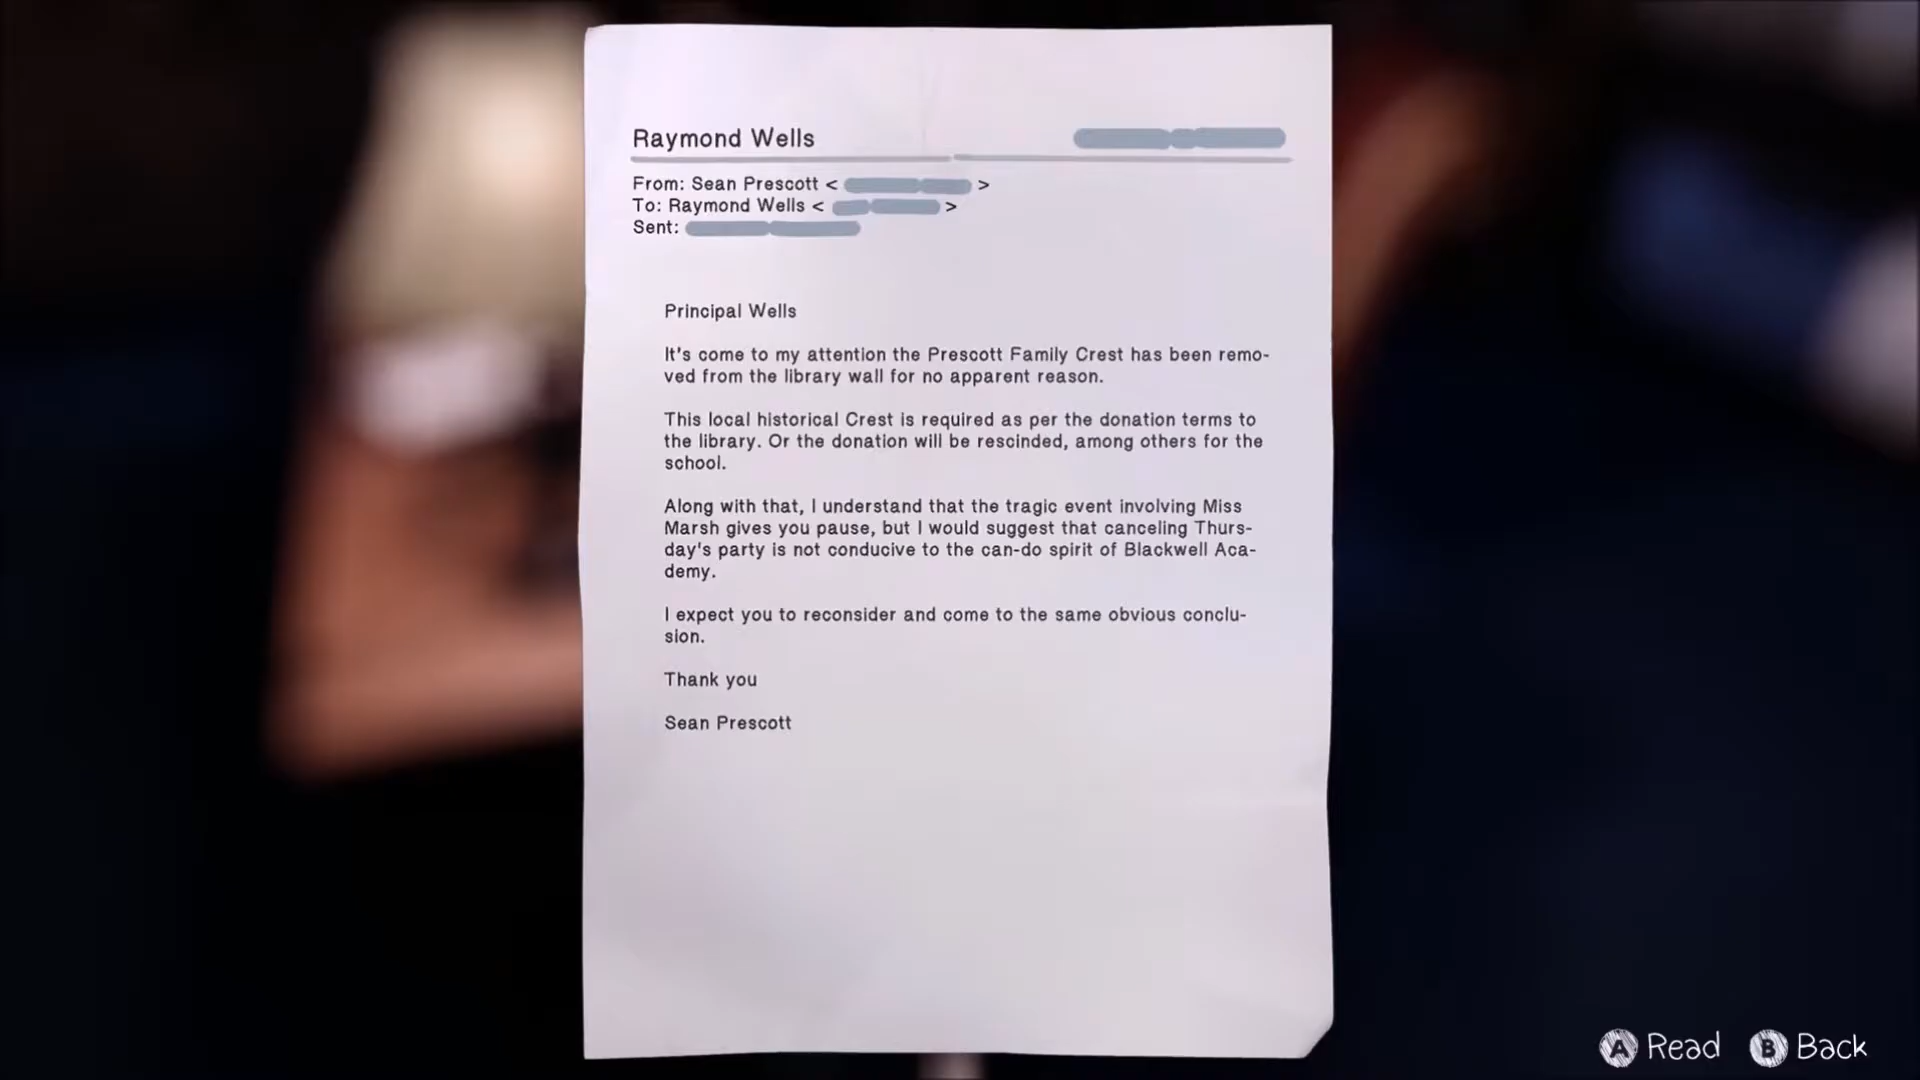 Raymond Wells
From: Sean Prescott < >
To: Raymond Wells < >
Sent:
Principal Wells
It's come to my attention the Prescott Family Crest has been remo-
ved from the library wall for no apparent reason.
This local historical Crest is required as per the donation terms to
the library. Or the donation will be rescinded, among others for the
school.
Along with that, I understand that the tragic event involving Miss
Marsh gives you pause, but I would suggest that canceling Thurs-
day's party is not conducive to the can-do spirit of Blackwell Aca-
demy.
I expect you to reconsider and come to the same obvious conclu-
sion.
Thank you
Sean Prescott
A Read B Back